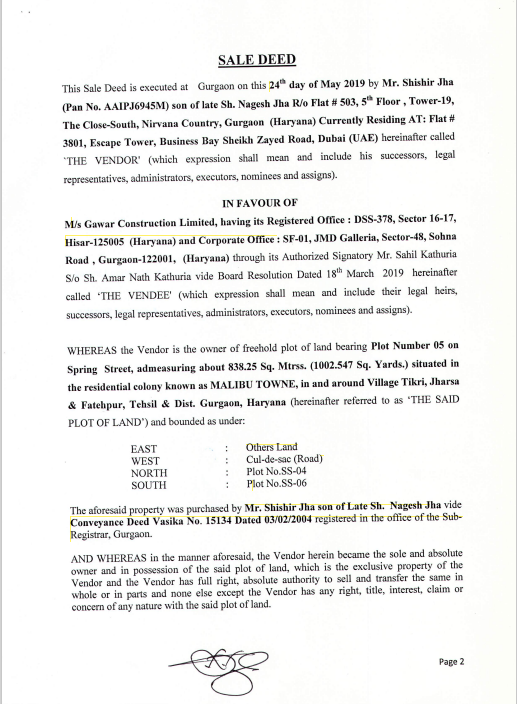 SALE DEED
This Sale Deed is executed at Gurgaon on this 24th day of May 2019 by Mr. Shishir Jha
(Pan No. AAIPJ6945M) son of late Sh. Nagesh Jha R/o Flat # 503, 5th Floor , Tower-19,
The Close-South, Nirvana Country, Gurgaon (Haryana) Currently Residing AT: Flat #
3801, Escape Tower, Business Bay Sheikh Zayed Road, Dubai (UAE) hereinafter called
'THE VENDOR' (which expression shall mean and include his successors, legal
representatives, administrators, executors, nominees and assigns).
IN FAVOUR OF
M/s Gawar Construction Limited, having its Registered Office : DSS-378, Sector 16-17,
Hisar-125005 (Haryana) and Corporate Office : SF-01, JMD Galleria, Sector-48, Sohna
Road , Gurgaon-122001, (Haryana) through its Authorized Signatory Mr. Sahil Kathuria
S/o Sh. Amar Nath Kathuria vide Board Resolution Dated 18th March 2019 hereinafter
called 'THE VENDEE' (which expression shall mean and include their legal heirs,
successors, legal representatives, administrators, executors, nominees and assigns).
WHEREAS the Vendor is the owner of freehold plot of land bearing Plot Number 05 on
Spring Street, admeasuring about 838.25 Sq. Mtrss. (1002.547 Sq. Yards.) situated in
the residential colony known as MALIBU TOWNE, in and around Village Tikri, Jharsa
& Fatehpur, Tehsil & Dist. Gurgaon, Haryana (hereinafter referred to as 'THE SAID
PLOT OF LAND') and bounded as under:
EAST : Others Land
WEST : Cul-de-sac (Road)
NORTH : Plot No.SS-04
SOUTH : Plot No.SS-06
The aforesaid property was purchased by Mr. Shishir Jha son of Late Sh. Nagesh Jha vide
Conveyance Deed Vasika No. 15134 Dated 03/02/2004 registered in the office of the Sub-
Registrar, Gurgaon.
AND WHEREAS in the manner aforesaid, the Vendor herein became the sole and absolute
owner and in possession of the said plot of land, which is the exclusive property of the
Vendor and the Vendor has full right, absolute authority to sell and transfer the same in
whole or in parts and none else except the Vendor has any right, title, interest, claim or
concern of any nature with the said plot of land.
Page 2